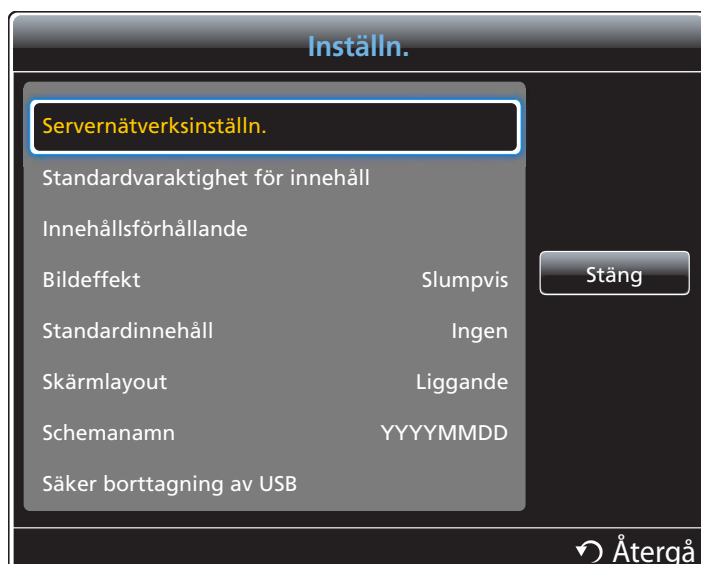 Inställn.
Servernätverksinställn.
Standardvaraktighet för innehåll
Innehållsförhållande
Bildeffekt Slumpvis
Stäng
Standardinnehåll Ingen
Skärmlayout Liggande
Schemanamn YYYYMMDD
Säker borttagning av USB
Återgå